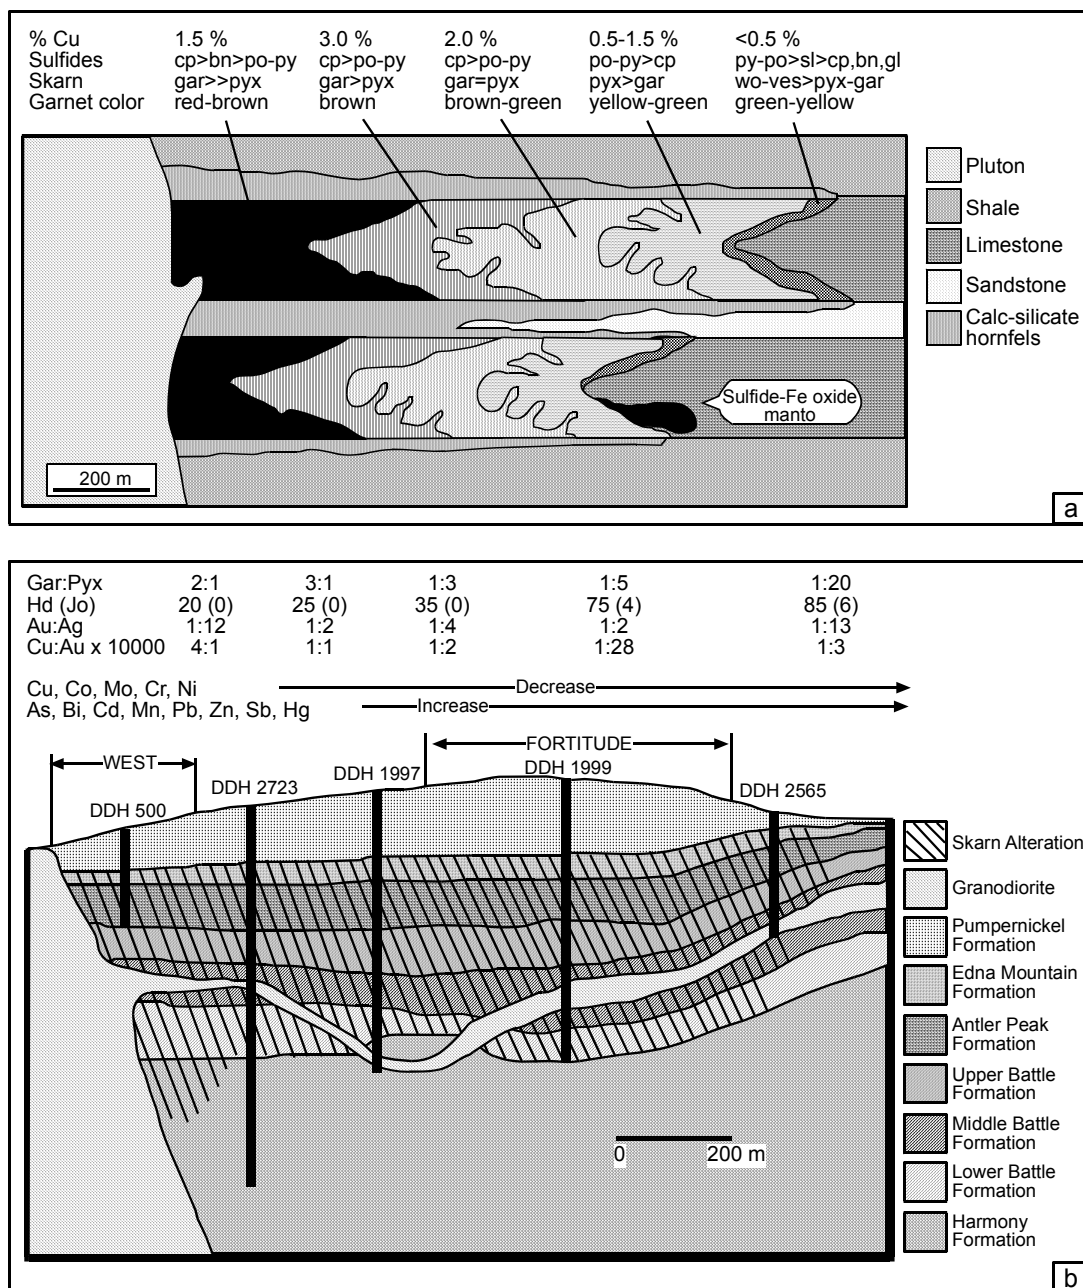 % Cu 1.5 % 3.0 % 2.0 % 0.5-1.5 % <0.5 %
Sulfides cp>bn>po-py cp>po-py cp>po-py po-py>cp py-po>sl>cp,bn,gl
Skarn gar>>pyx gar>pyx gar=pyx pyx>gar wo-ves>pyx-gar
Garnet color red-brown brown brown-green yellow-green green-yellow
Pluton
Shale
Limestone
Sandstone
Calc-silicate
hornfels
Sulfide-Fe oxide
manto
200 m
a
Gar:Pyx 2:1 3:1 1:3 1:5 1:20
Hd (Jo) 20 (0) 25 (0) 35 (0) 75 (4) 85 (6)
Au:Ag 1:12 1:2 1:4 1:2 1:13
Cu:Au x 10000 4:1 1:1 1:2 1:28 1:3
Cu, Co, Mo, Cr, Ni Decrease
As, Bi, Cd, Mn, Pb, Zn, Sb, Hg Increase
WEST FORTITUDE
DDH 500 DDH 2723 DDH 1997 DDH 1999 DDH 2565
Skarn Alteration
Granodiorite
Pumpernickel
Formation
Edna Mountain
Formation
Antler Peak
Formation
Upper Battle
Formation
Middle Battle
Formation
Lower Battle
Formation
Harmony
Formation
0 200 m
b